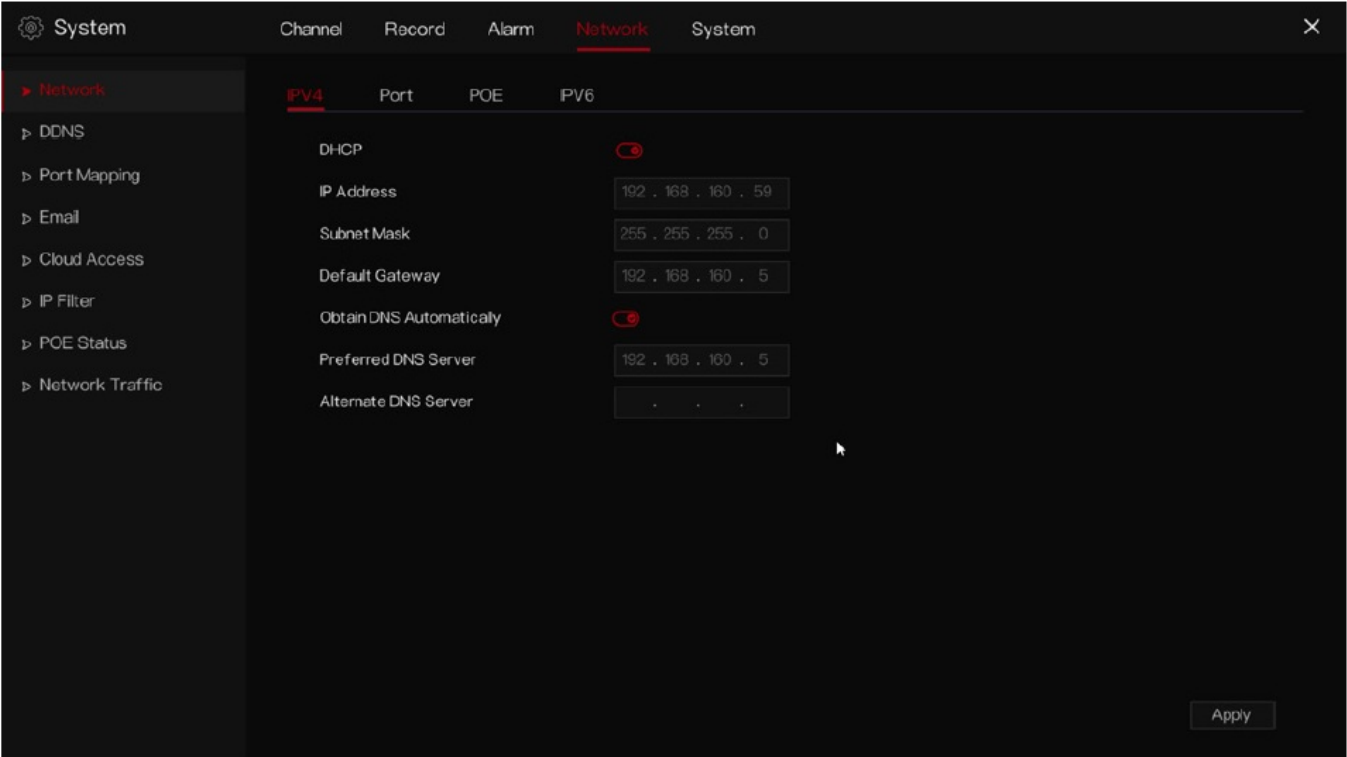 System
Channel Record Alarm Network System
Network
DDNS
Port Mapping
Email
Cloud Access
IP Filter
POE Status
Network Traffic
IPV4 Port POE IPV6
DHCP
IP Address 192 . 168 . 160 . 59
Subnet Mask 255 . 255 . 255 . 0
Default Gateway 192 . 168 . 160 . 5
Obtain DNS Automatically
Preferred DNS Server 192 . 168 . 160 . 5
Alternate DNS Server . . .
Apply